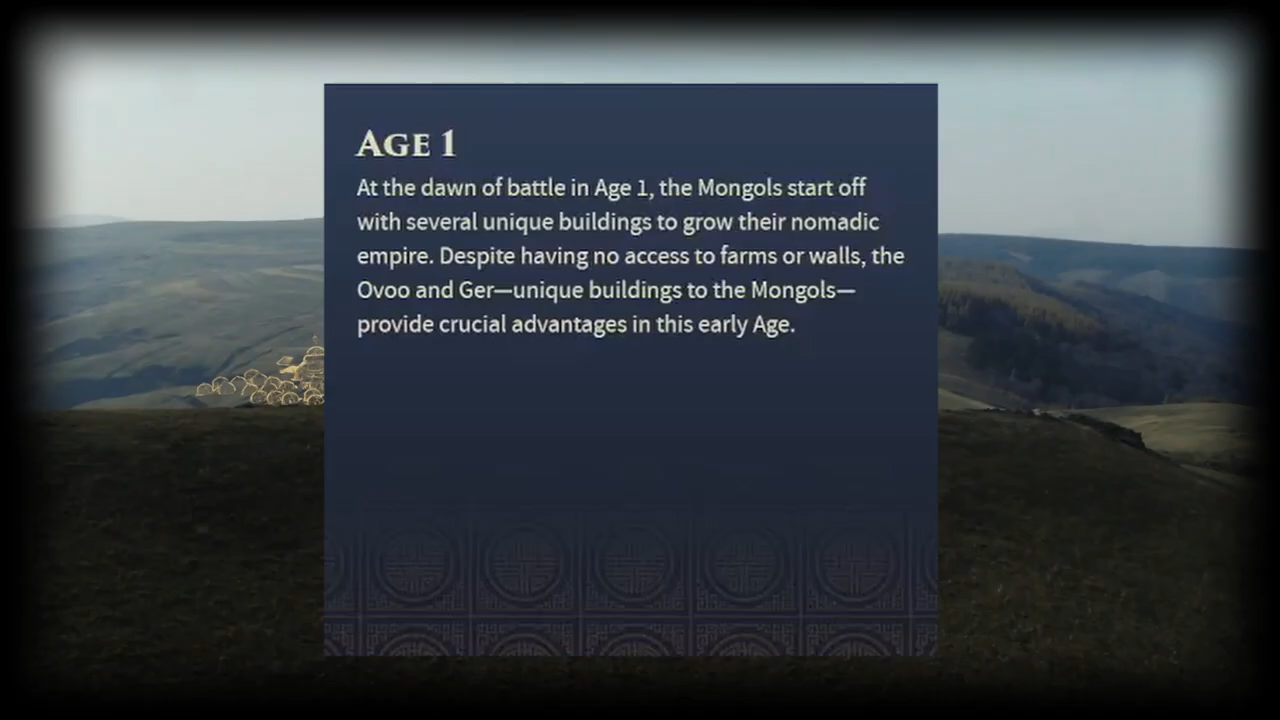 AGE 1
At the dawn of battle in Age 1, the Mongols start off
with several unique buildings to grow their nomadic
empire. Despite having no access to farms or walls, the
Ovoo and Ger—unique buildings to the Mongols—
provide crucial advantages in this early Age.